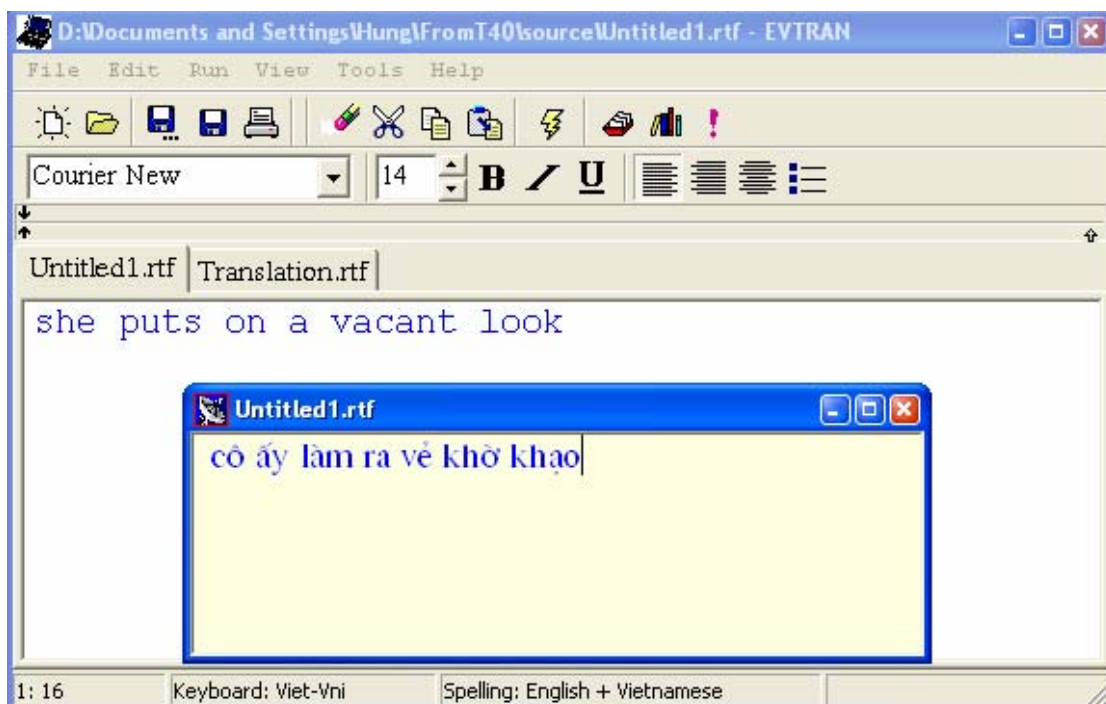 D:\Documents and Settings\Hung\FromT40\source\Untitled1.rtf - EVTRAN
File Edit Run View Tools Help
Courier New 14 B I U
Untitled1.rtf Translation.rtf
she puts on a vacant look
Untitled1.rtf
cô ấy làm ra vẻ khờ khạo
1: 16 Keyboard: Viet-Vni Spelling: English + Vietnamese